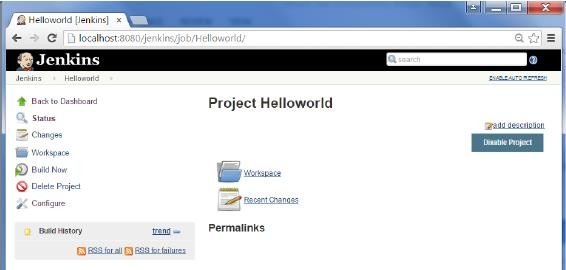 Helloworld [Jenkins]
localhost:8080/jenkins/job/Helloworld/
Jenkins
search
Jenkins
Helloworld
ENABLE AUTO REFRESH
Back to Dashboard
Status
Changes
Workspace
Build Now
Delete Project
Configure
Build History
trend
RSS for all
RSS for failures
Project Helloworld
add description
Disable Project
Workspace
Recent Changes
Permalinks